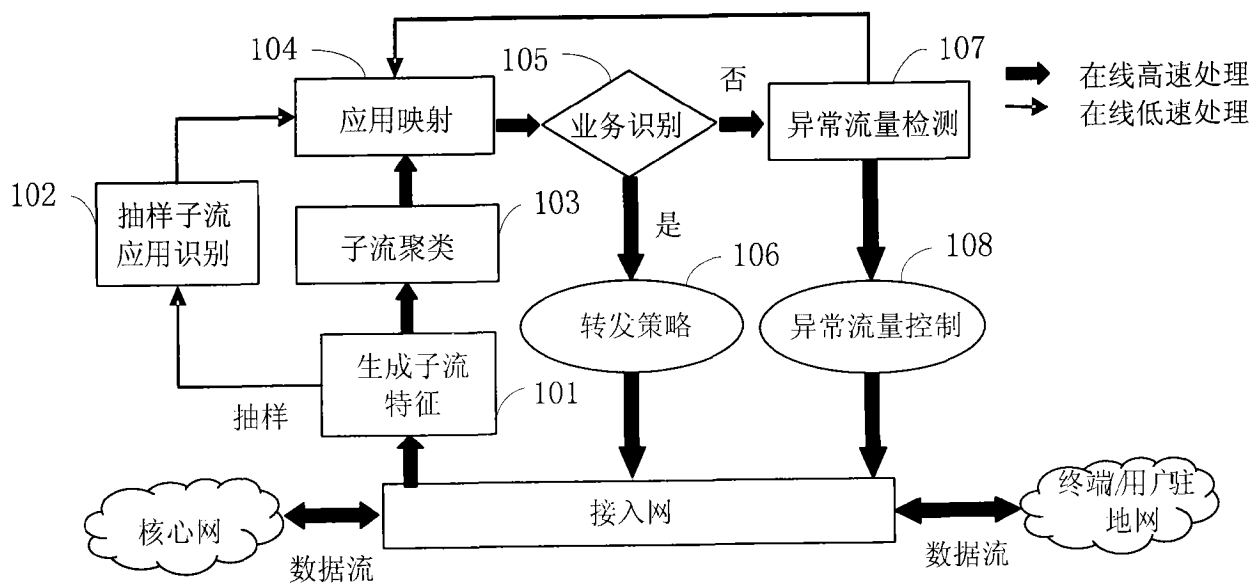 104
105
否
107
在线高速处理
在线低速处理
应用映射
业务识别
异常流量检测
102
抽样子流
应用识别
103
子流聚类
是
106
108
转发策略
异常流量控制
生成子流
特征
101
抽样
核心网
数据流
接入网
数据流
终端/用户驻
地网